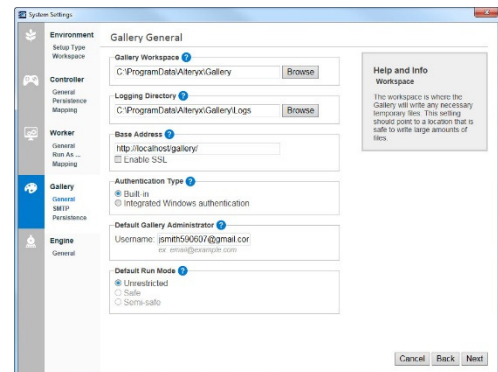 System Settings
Environment
Setup Type
Workspace
Controller
General
Persistence
Mapping
Worker
General
Run As ...
Mapping
Gallery
General
SMTP
Persistence
Engine
General
Gallery General
Gallery Workspace ?
C:\ProgramData\Alteryx\Gallery
Browse
Logging Directory ?
C:\ProgramData\Alteryx\Gallery\Logs
Browse
Base Address ?
http://localhost/gallery/
Enable SSL
Authentication Type ?
Built-in
Integrated Windows authentication
Default Gallery Administrator ?
Username: jsmith590607@gmail.cor
ex. email@example.com
Default Run Mode ?
Unrestricted
Safe
Semi-safe
Help and Info
Workspace
The workspace is where the
Gallery will write any necessary
temporary files. This setting
should point to a location that is
safe to write large amounts of
files.
Cancel
Back
Next